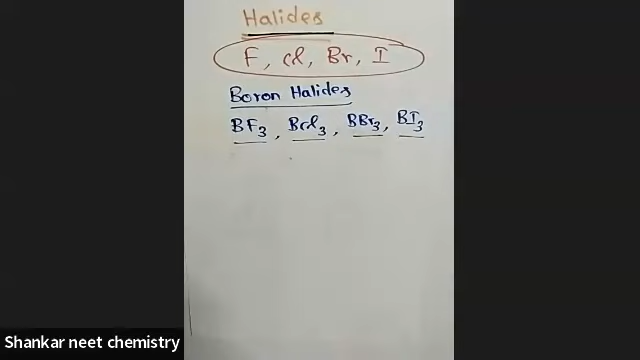 Halides
F, Cl, Br, I
Boron Halides
BF3, BCl3, BBr3, BI3
Shankar neet chemistry